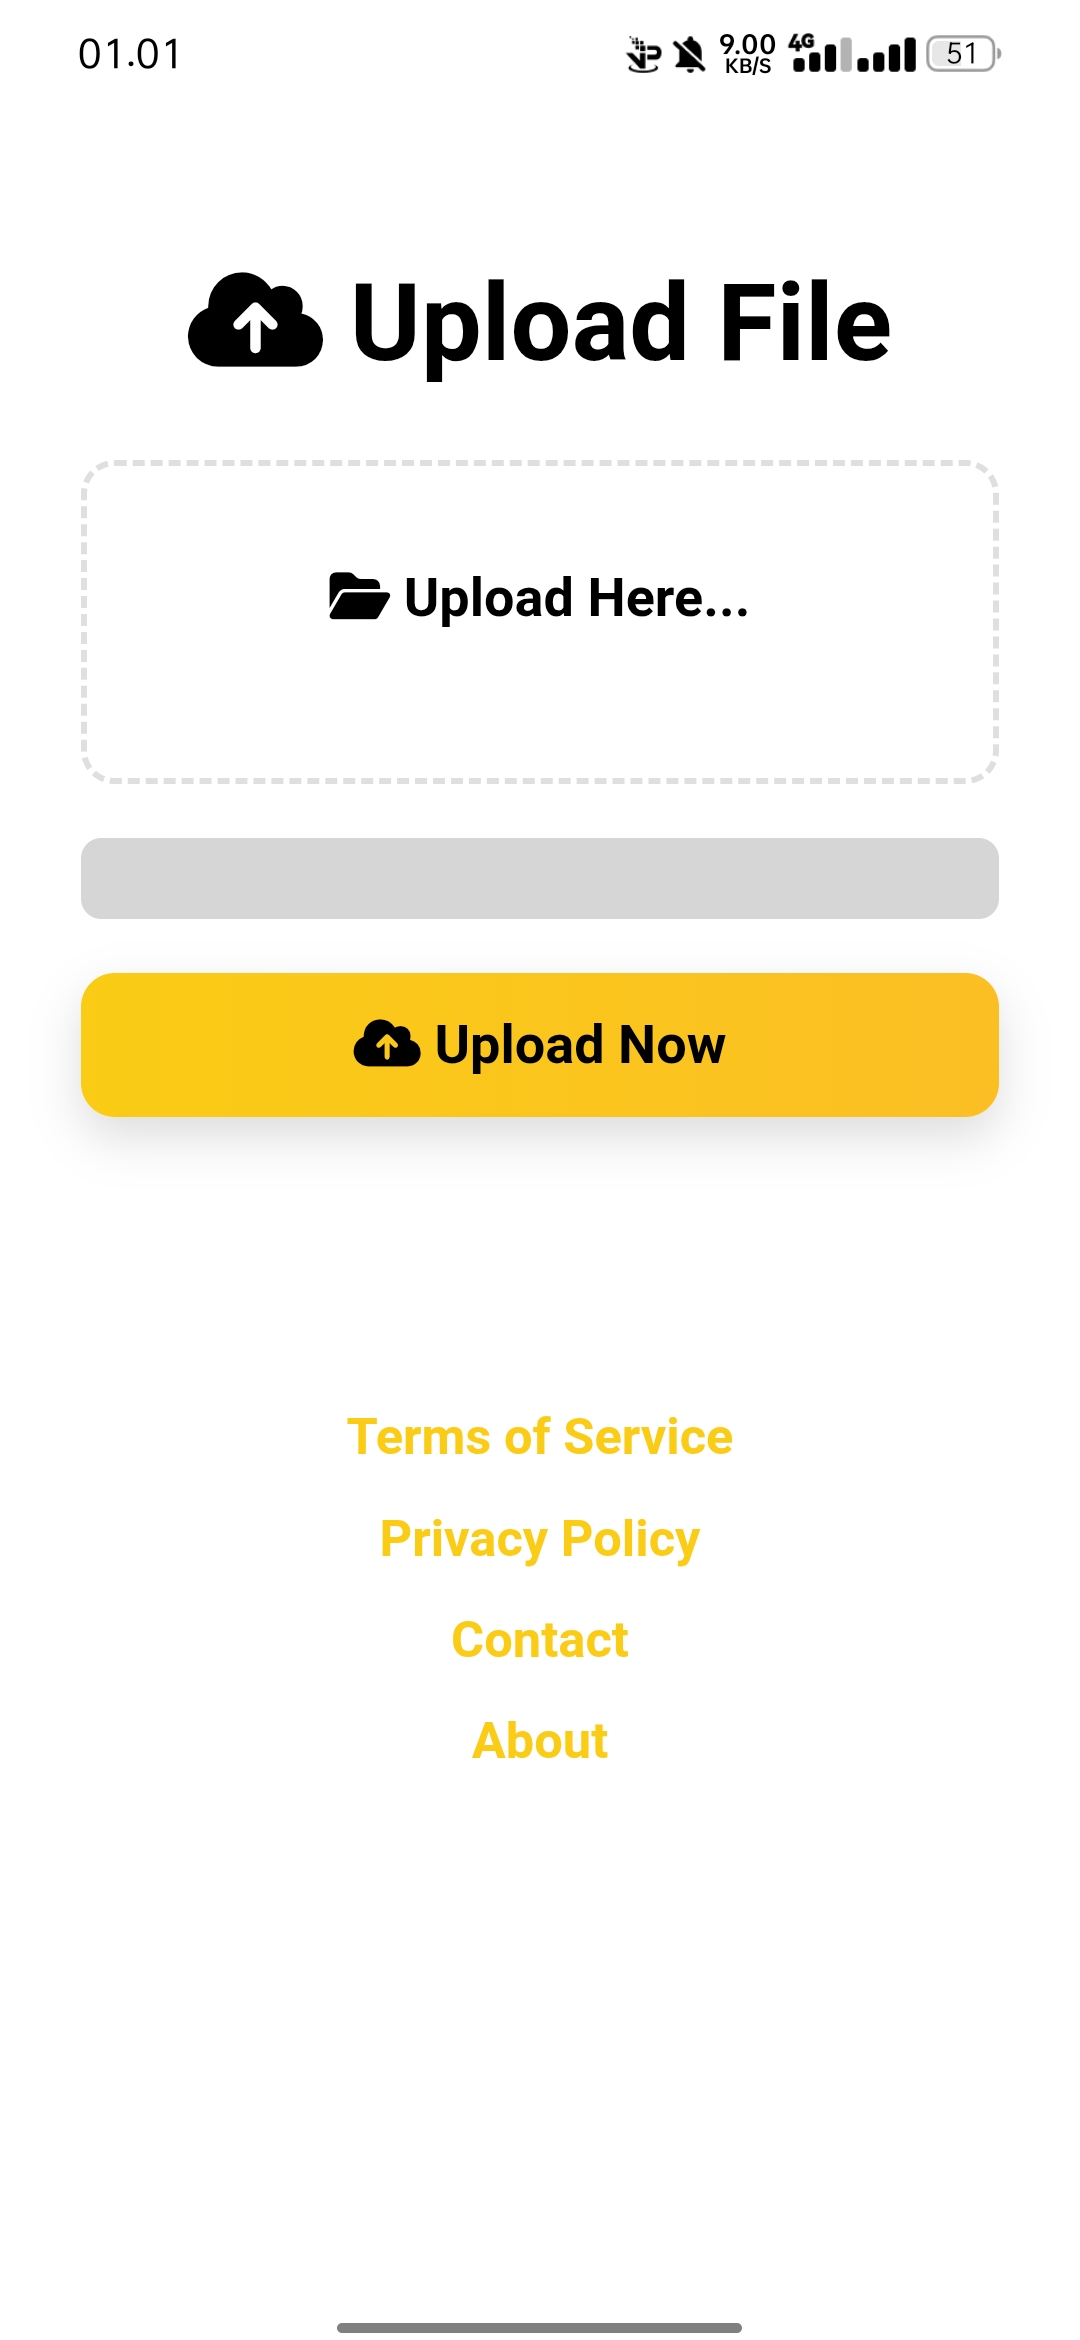 01.01 9.00 KB/S 4G 51
Upload File
Upload Here...
Upload Now
Terms of Service
Privacy Policy
Contact
About